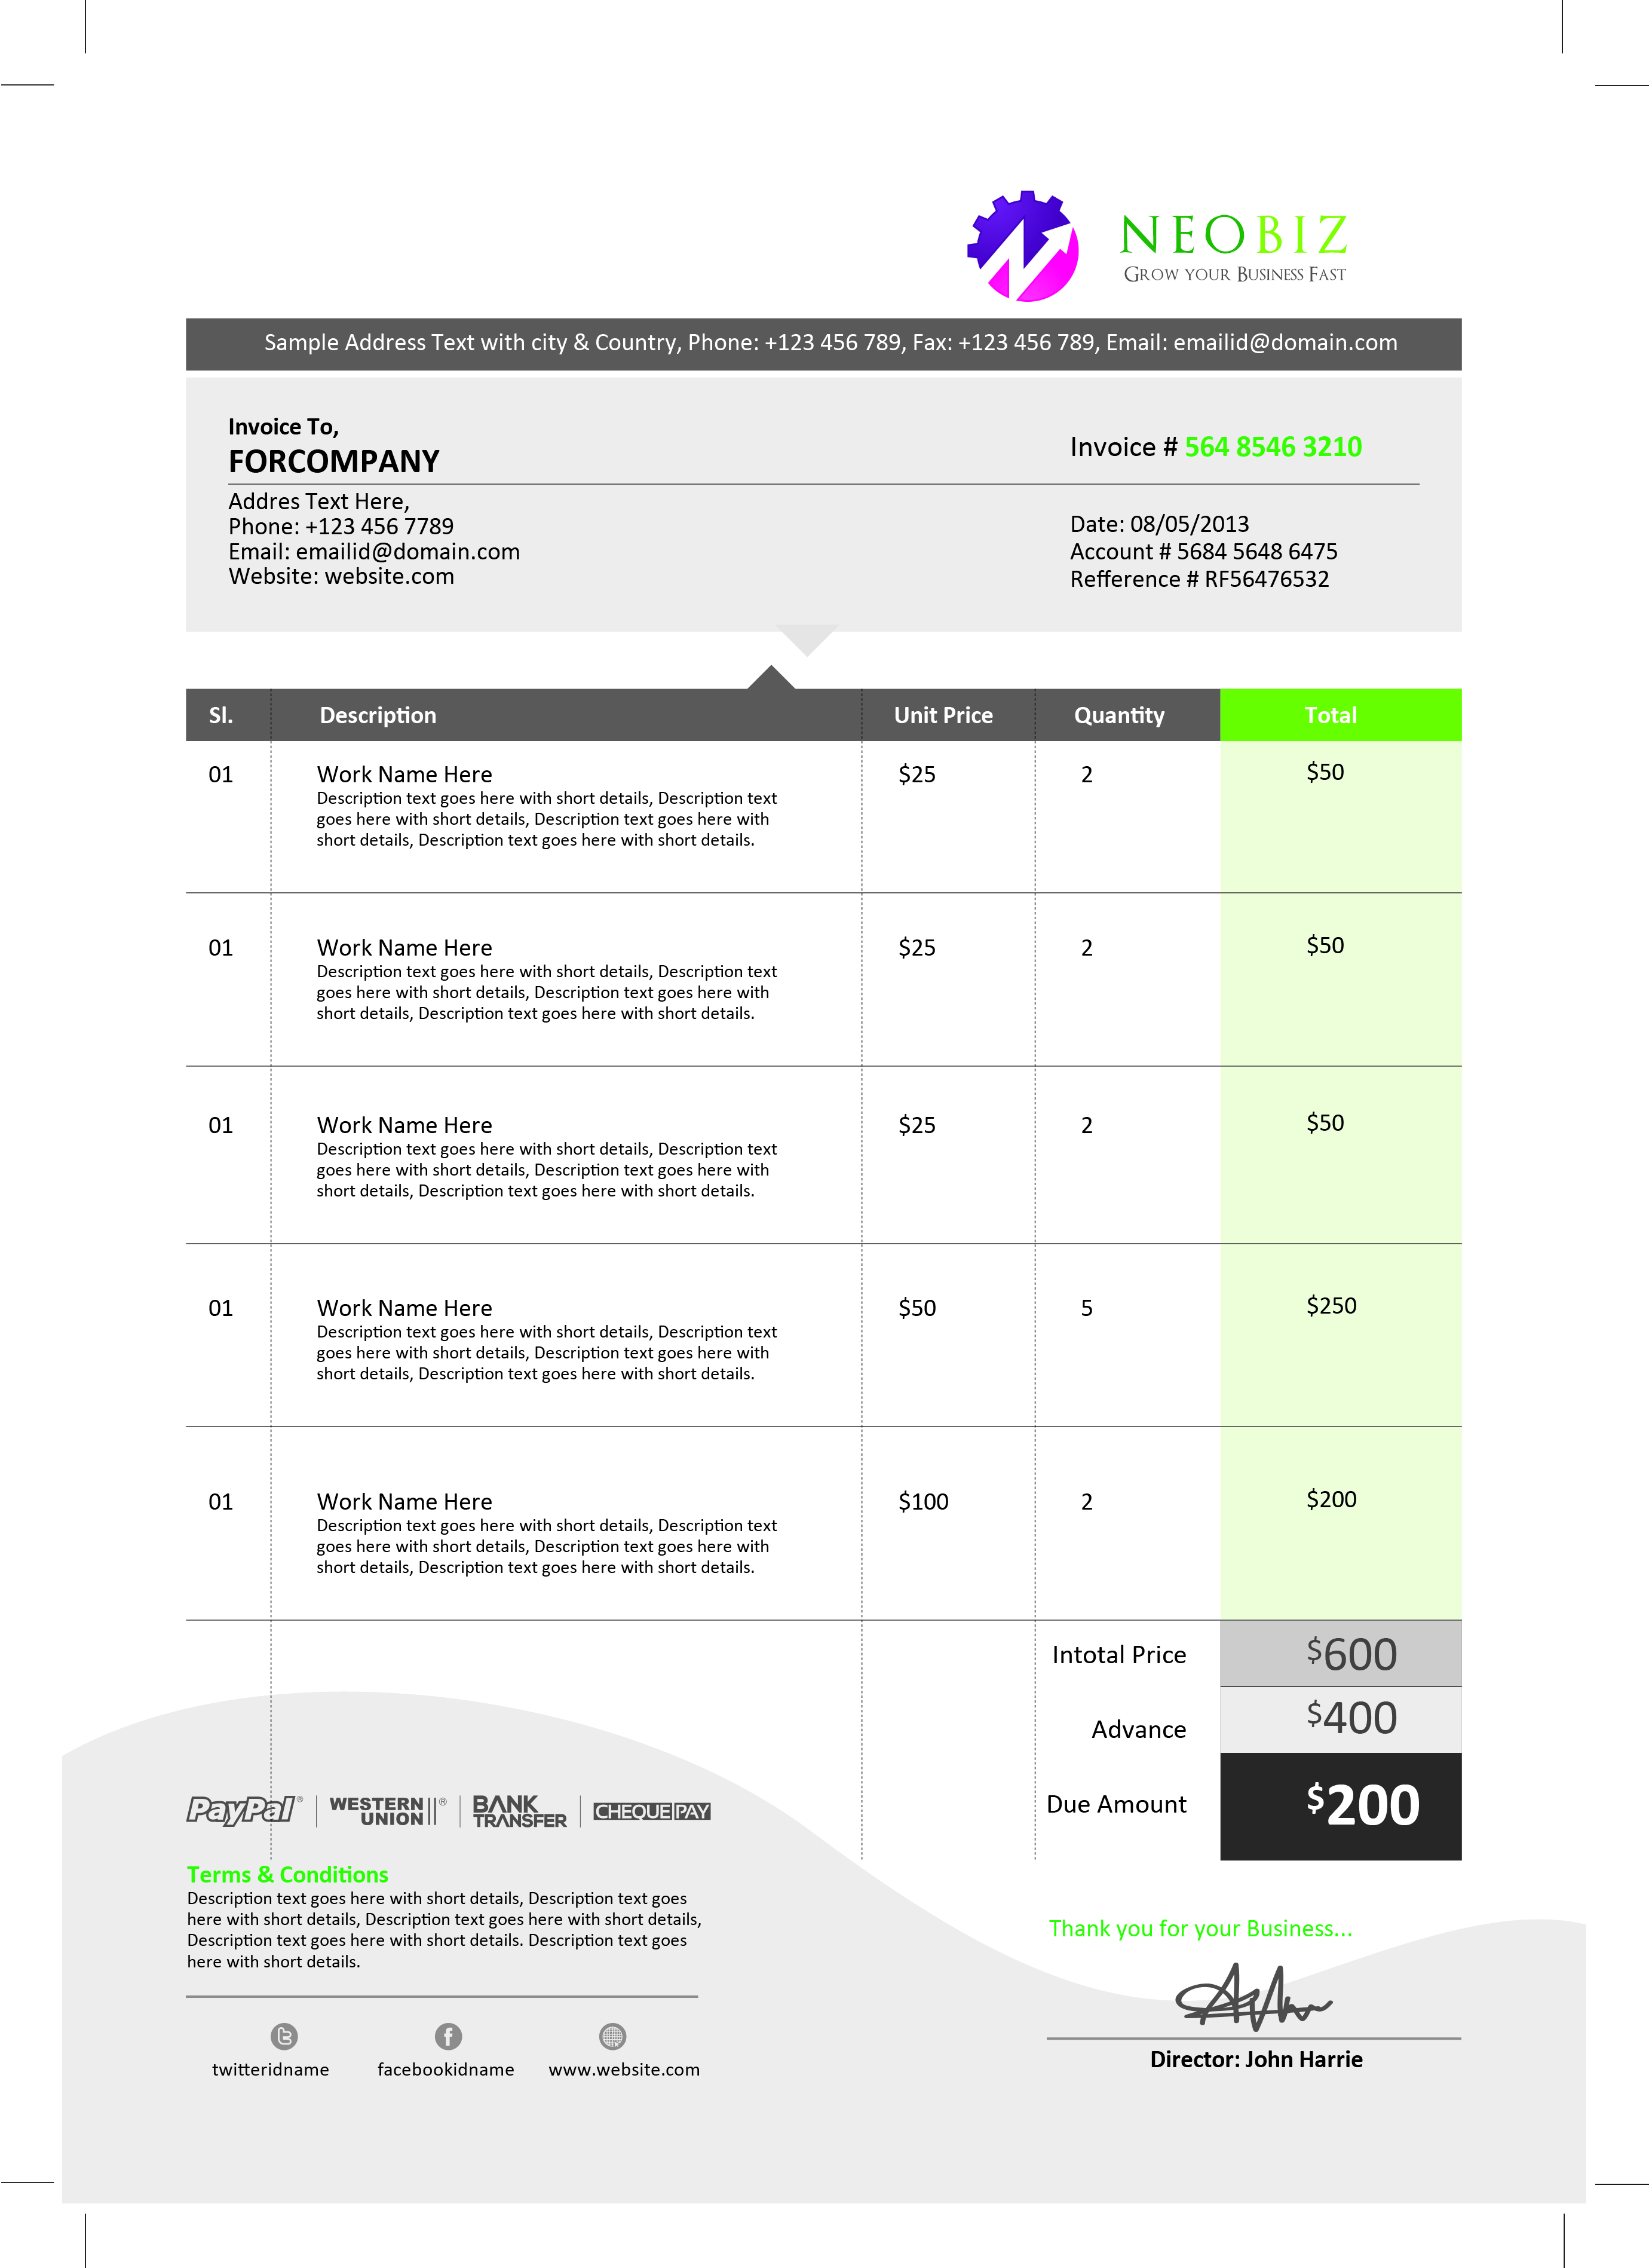 NEOBIZ
GROW YOUR BUSINESS FAST
Sample Address Text with city & Country, Phone: +123 456 789, Fax: +123 456 789, Email: emailid@domain.com
Invoice To,
FORCOMPANY
Invoice # 564 8546 3210
Addres Text Here,
Phone: +123 456 7789
Email: emailid@domain.com
Website: website.com
Date: 08/05/2013
Account # 5684 5648 6475
Refference # RF56476532
Sl. Description Unit Price Quantity Total
01 Work Name Here $25 2 $50
Description text goes here with short details, Description text
goes here with short details, Description text goes here with
short details, Description text goes here with short details.
01 Work Name Here $25 2 $50
Description text goes here with short details, Description text
goes here with short details, Description text goes here with
short details, Description text goes here with short details.
01 Work Name Here $25 2 $50
Description text goes here with short details, Description text
goes here with short details, Description text goes here with
short details, Description text goes here with short details.
01 Work Name Here $50 5 $250
Description text goes here with short details, Description text
goes here with short details, Description text goes here with
short details, Description text goes here with short details.
01 Work Name Here $100 2 $200
Description text goes here with short details, Description text
goes here with short details, Description text goes here with
short details, Description text goes here with short details.
Intotal Price $600
Advance $400
Due Amount $200
PayPal® WESTERN UNION® BANK TRANSFER CHEQUE PAY
Terms & Conditions
Description text goes here with short details, Description text goes
here with short details, Description text goes here with short details,
Description text goes here with short details. Description text goes
here with short details.
Thank you for your Business...
Director: John Harrie
twitteridname facebookidname www.website.com